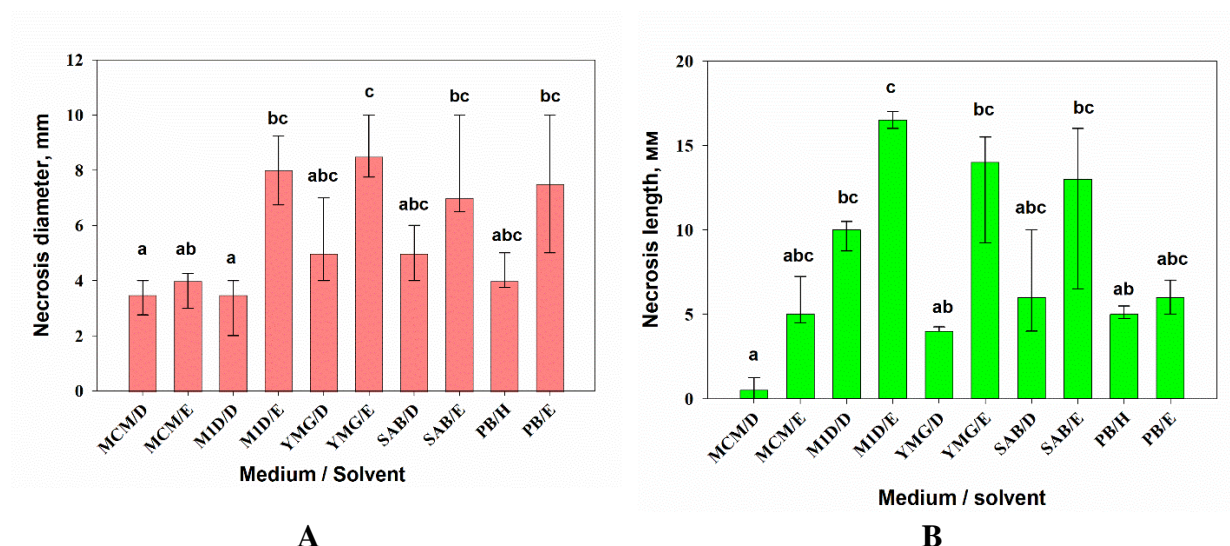 Necrosis diameter, mm
12
10
8
6
4
2
0
a
ab
a
bc
abc
c
abc
bc
abc
bc
MCM/D
MCM/E
M1D/D
M1D/E
YMG/D
YMG/E
SAB/D
SAB/E
PB/H
PB/E
Medium / Solvent
A
Necrosis length, мм
20
15
10
5
0
a
abc
bc
c
ab
bc
abc
bc
ab
abc
MCM/D
MCM/E
M1D/D
M1D/E
YMG/D
YMG/E
SAB/D
SAB/E
PB/H
PB/E
Medium / solvent
B